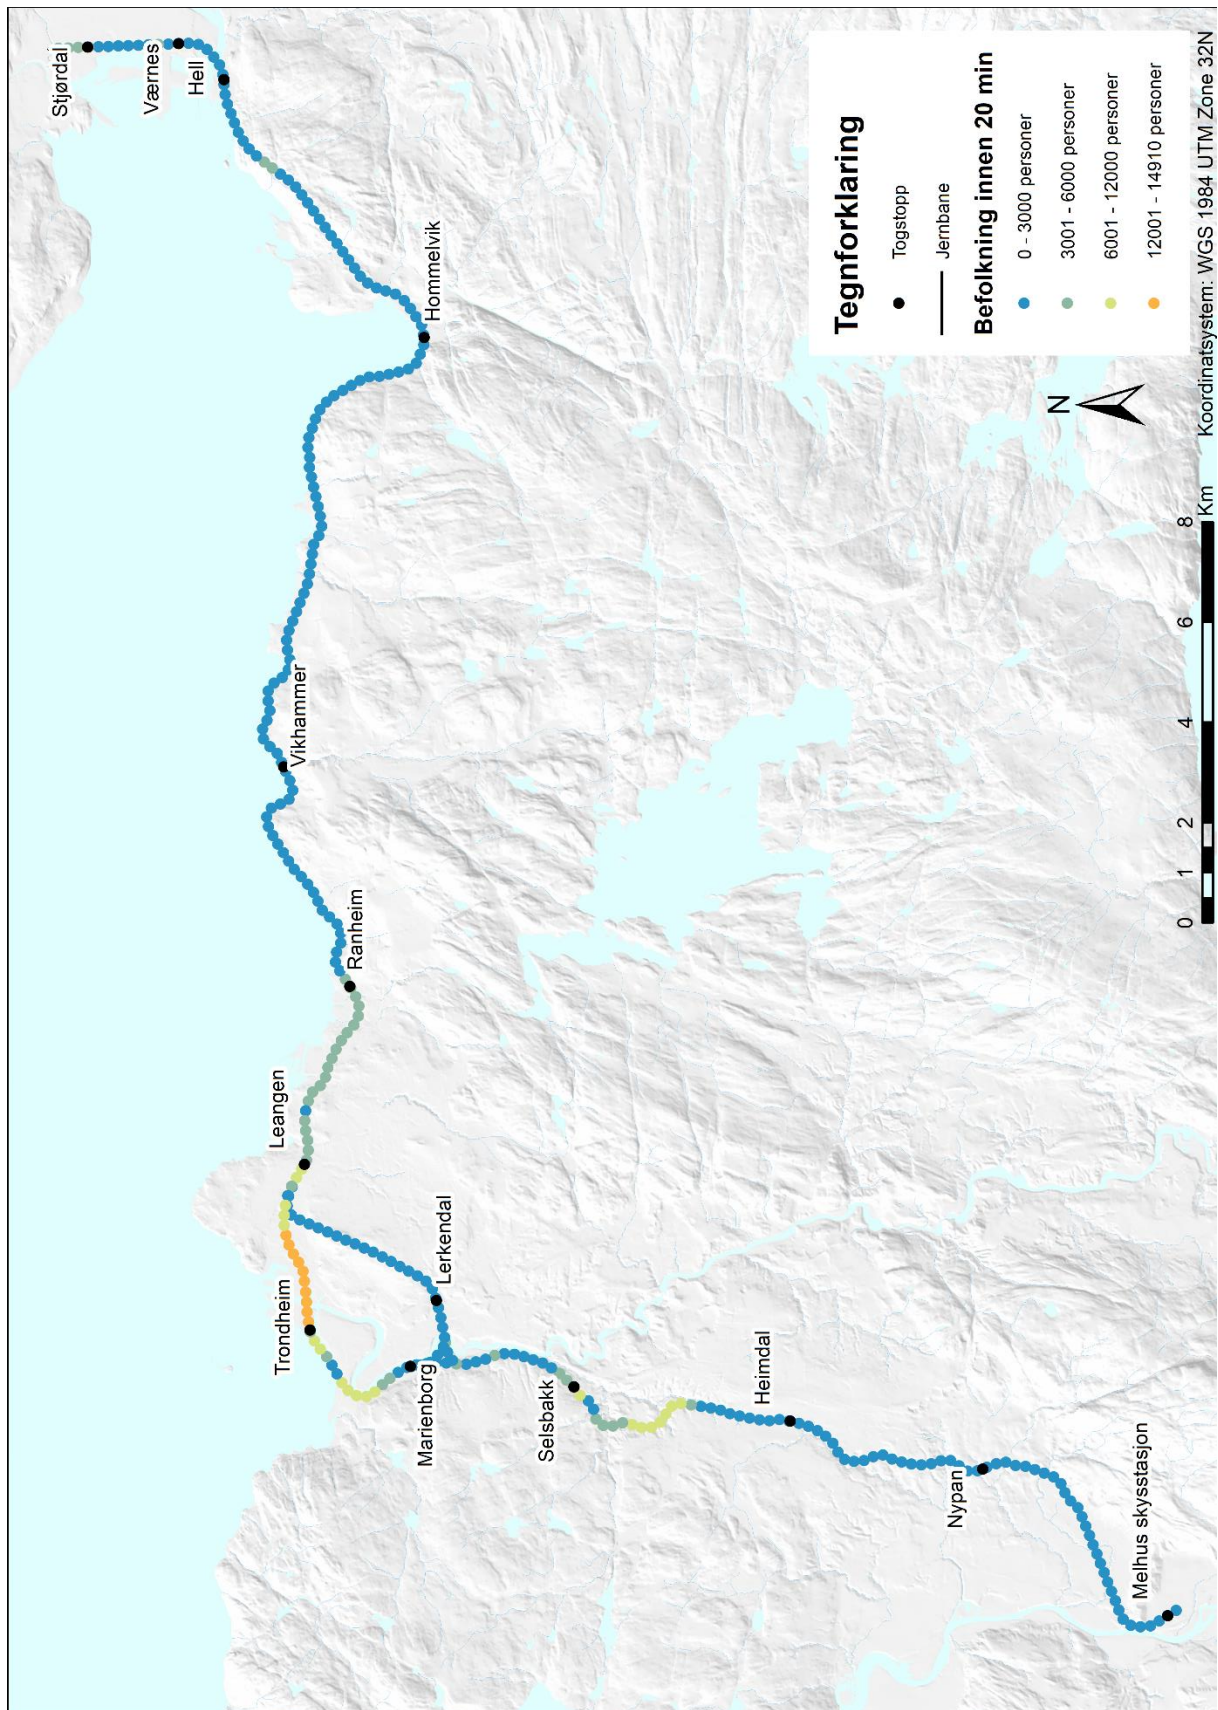 Stjørdal
Værnes
Hell
Hommelvik
Vikhammer
Ranheim
Leangen
Lerkendal
Trondheim
Marienborg
Selsbakk
Heimdal
Nypan
Melhus skysstasjon
Tegnforklaring
Togstopp
Jernbane
Befolkning innen 20 min
0 - 3000 personer
3001 - 6000 personer
6001 - 12000 personer
12001 - 14910 personer
N
0 1 2 4 6 8
Km
Koordinatsystem: WGS 1984 UTM Zone 32N